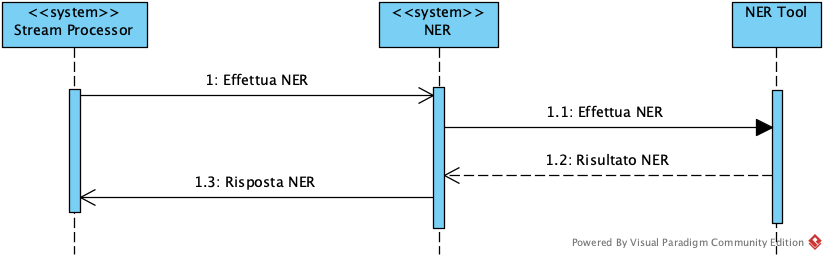 <<system>>
Stream Processor
<<system>>
NER
NER Tool
1: Effettua NER
1.1: Effettua NER
1.2: Risultato NER
1.3: Risposta NER
Powered By Visual Paradigm Community Edition